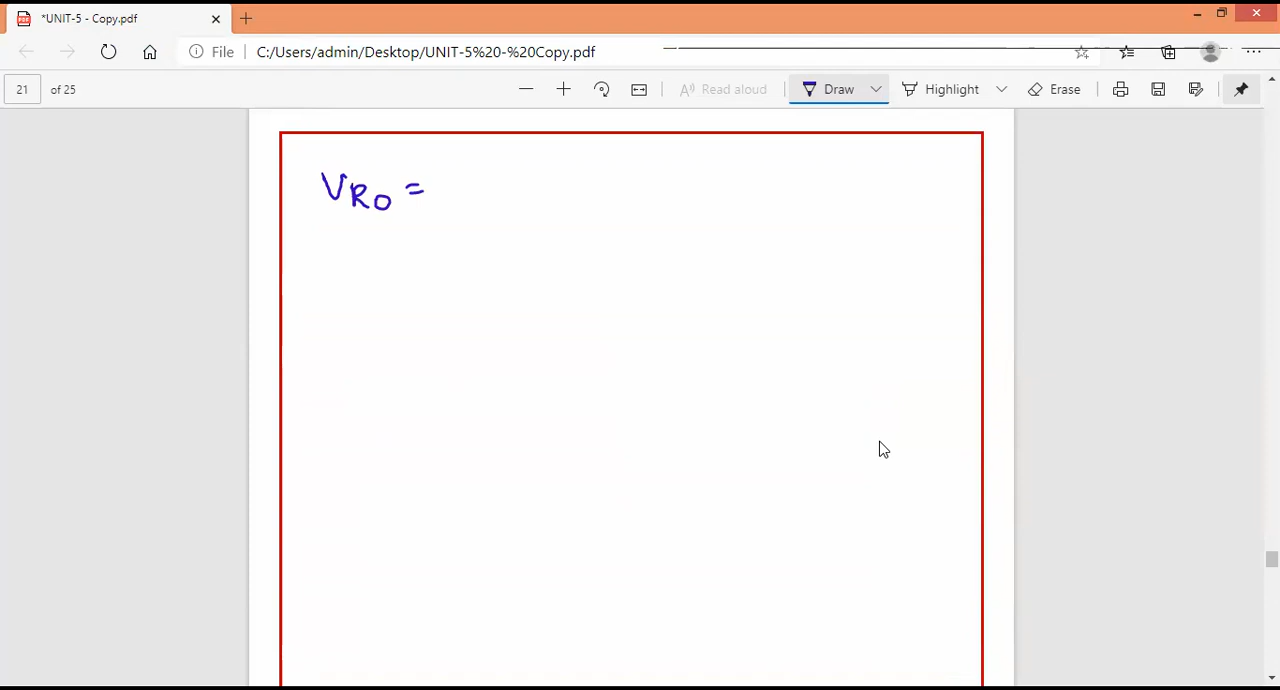 *UNIT-5 - Copy.pdf
File C:/Users/admin/Desktop/UNIT-5%20-%20Copy.pdf
21 of 25 Read aloud Draw Highlight Erase
VRO =